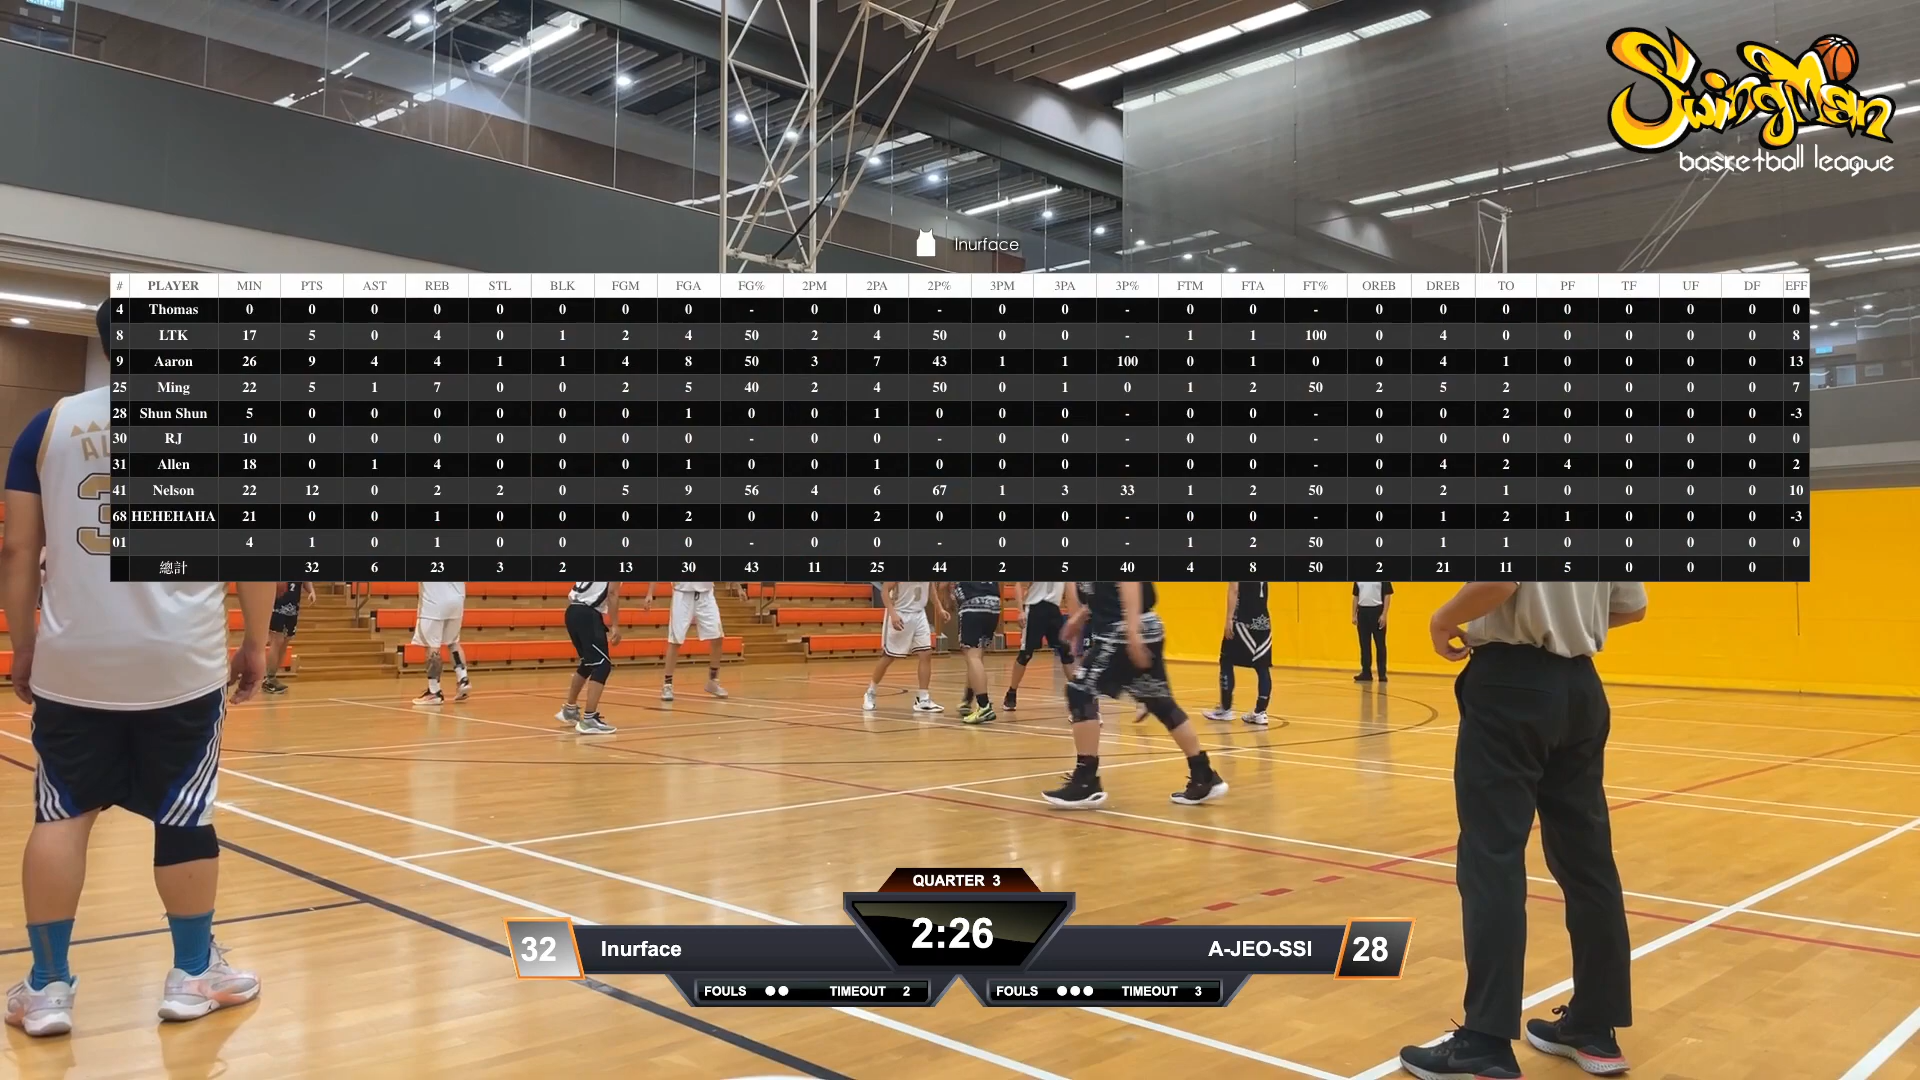 SwingMan
basketball league
Inurface
# PLAYER MIN PTS AST REB STL BLK FGM FGA FG% 2PM 2PA 2P% 3PM 3PA 3P% FTM FTA FT% OREB DREB TO PF TF UF DF EFF
4 Thomas 0 0 0 0 0 0 0 0 - 0 0 - 0 0 - 0 0 - 0 0 0 0 0 0 0 0
8 LTK 17 5 0 4 0 1 2 4 50 2 4 50 0 0 - 1 1 100 0 4 0 0 0 0 0 8
9 Aaron 26 9 4 4 1 1 4 8 50 3 7 43 1 1 100 0 1 0 0 4 1 0 0 0 0 13
25 Ming 22 5 1 7 0 0 2 5 40 2 4 50 0 1 0 1 2 50 2 5 2 0 0 0 0 7
28 Shun Shun 5 0 0 0 0 0 0 1 0 0 1 0 0 0 - 0 0 - 0 0 2 0 0 0 0 -3
30 RJ 10 0 0 0 0 0 0 0 - 0 0 - 0 0 - 0 0 - 0 0 0 0 0 0 0 0
31 Allen 18 0 1 4 0 0 0 1 0 0 1 0 0 0 - 0 0 - 0 4 2 4 0 0 0 2
41 Nelson 22 12 0 2 2 0 5 9 56 4 6 67 1 3 33 1 2 50 0 2 1 0 0 0 0 10
68 HEHEHAHA 21 0 0 1 0 0 0 2 0 0 2 0 0 0 - 0 0 - 0 1 2 1 0 0 0 -3
01 4 1 0 1 0 0 0 0 - 0 0 - 0 0 - 1 2 50 0 1 1 0 0 0 0 0
總計 32 6 23 3 2 13 30 43 11 25 44 2 5 40 4 8 50 2 21 11 5 0 0 0
QUARTER 3
32 Inurface 2:26 A-JEO-SSI 28
FOULS TIMEOUT 2 FOULS TIMEOUT 3